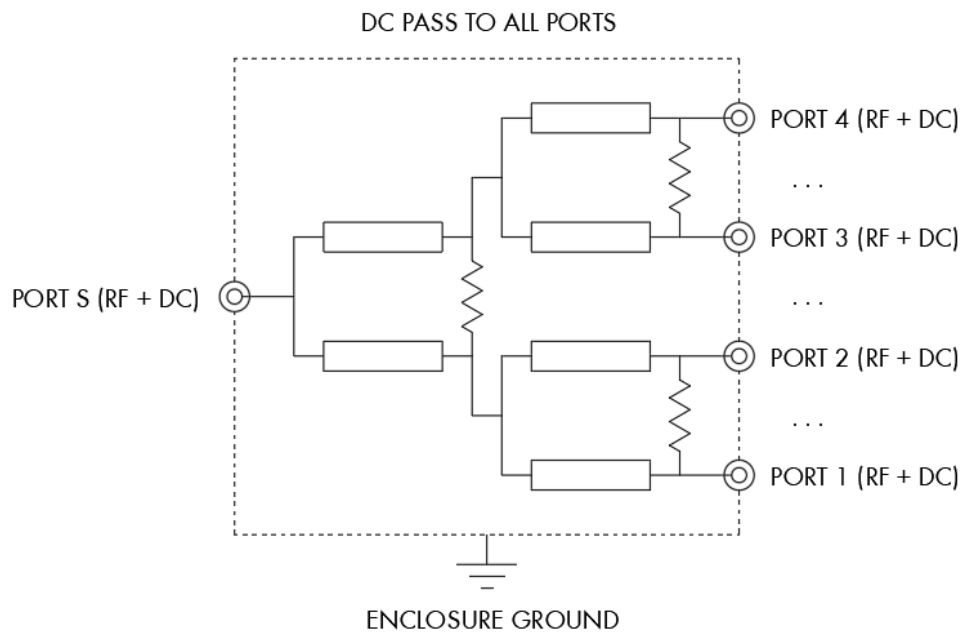 DC PASS TO ALL PORTS
PORT 4 (RF + DC)
. . .
PORT 3 (RF + DC)
PORT S (RF + DC)
. . .
PORT 2 (RF + DC)
. . .
PORT 1 (RF + DC)
ENCLOSURE GROUND